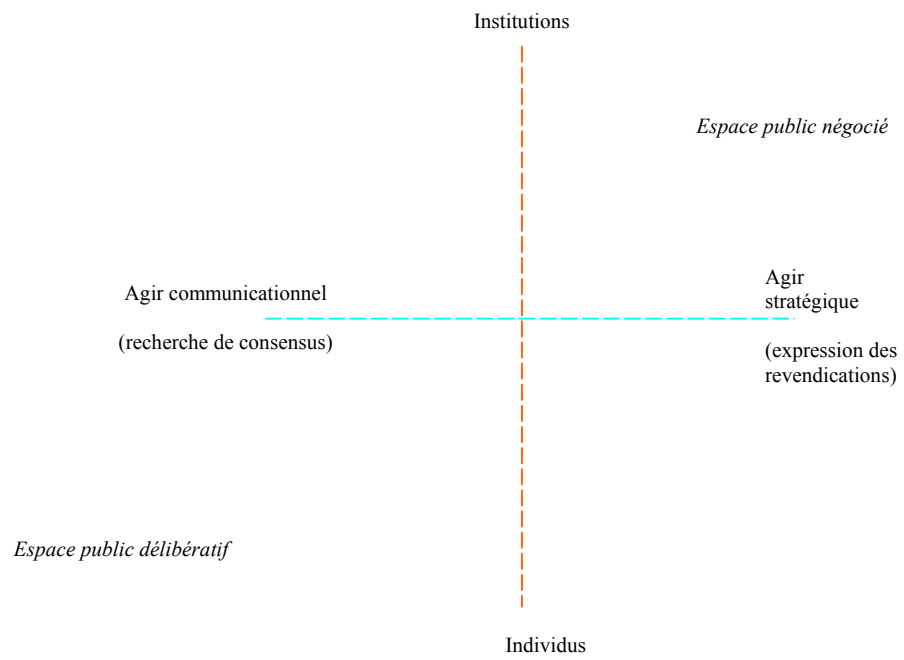 Institutions
Espace public négocié
Agir communicationnel
(recherche de consensus)
Agir
stratégique
(expression des
revendications)
Espace public délibératif
Individus